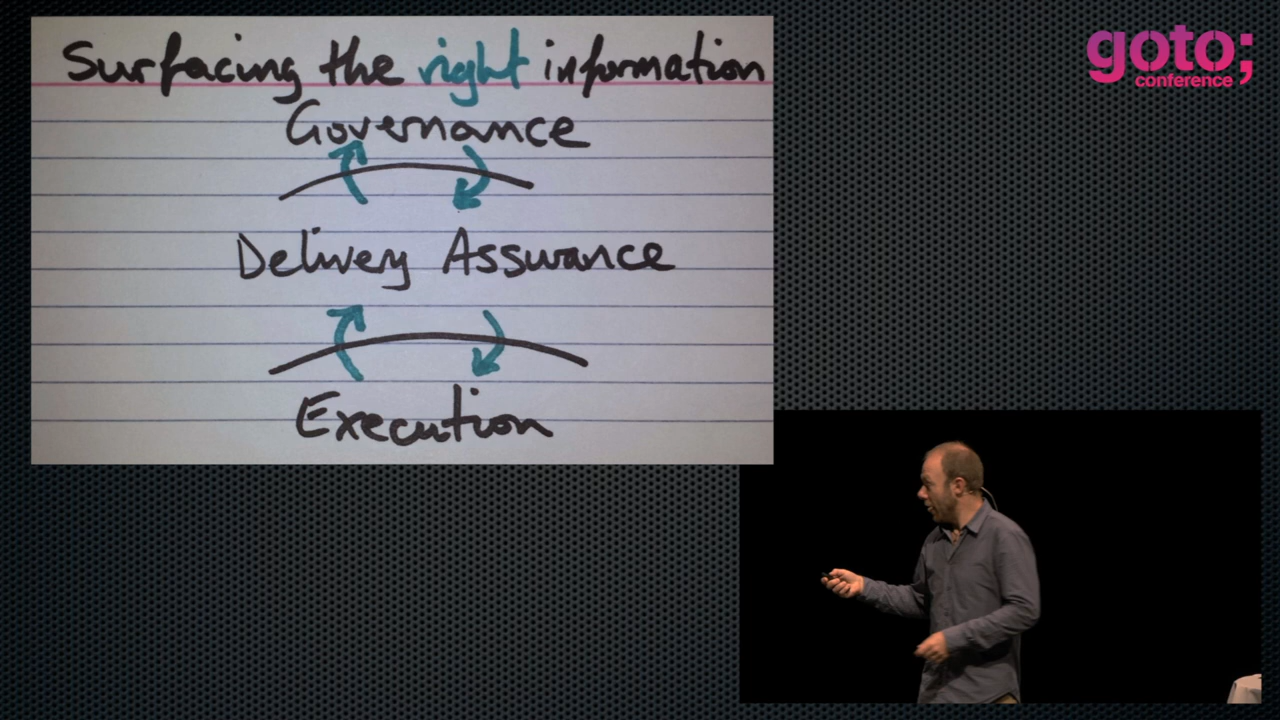 Surfacing the right information
Governance
Delivery Assurance
Execution
goto;
conference